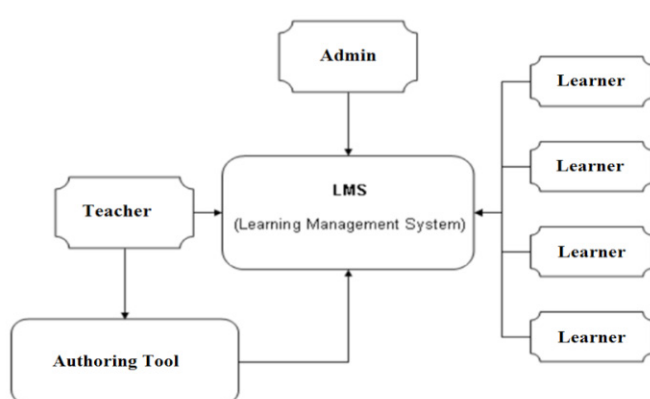 Admin
Learner
Learner
LMS
(Learning Management System)
Teacher
Learner
Learner
Authoring Tool